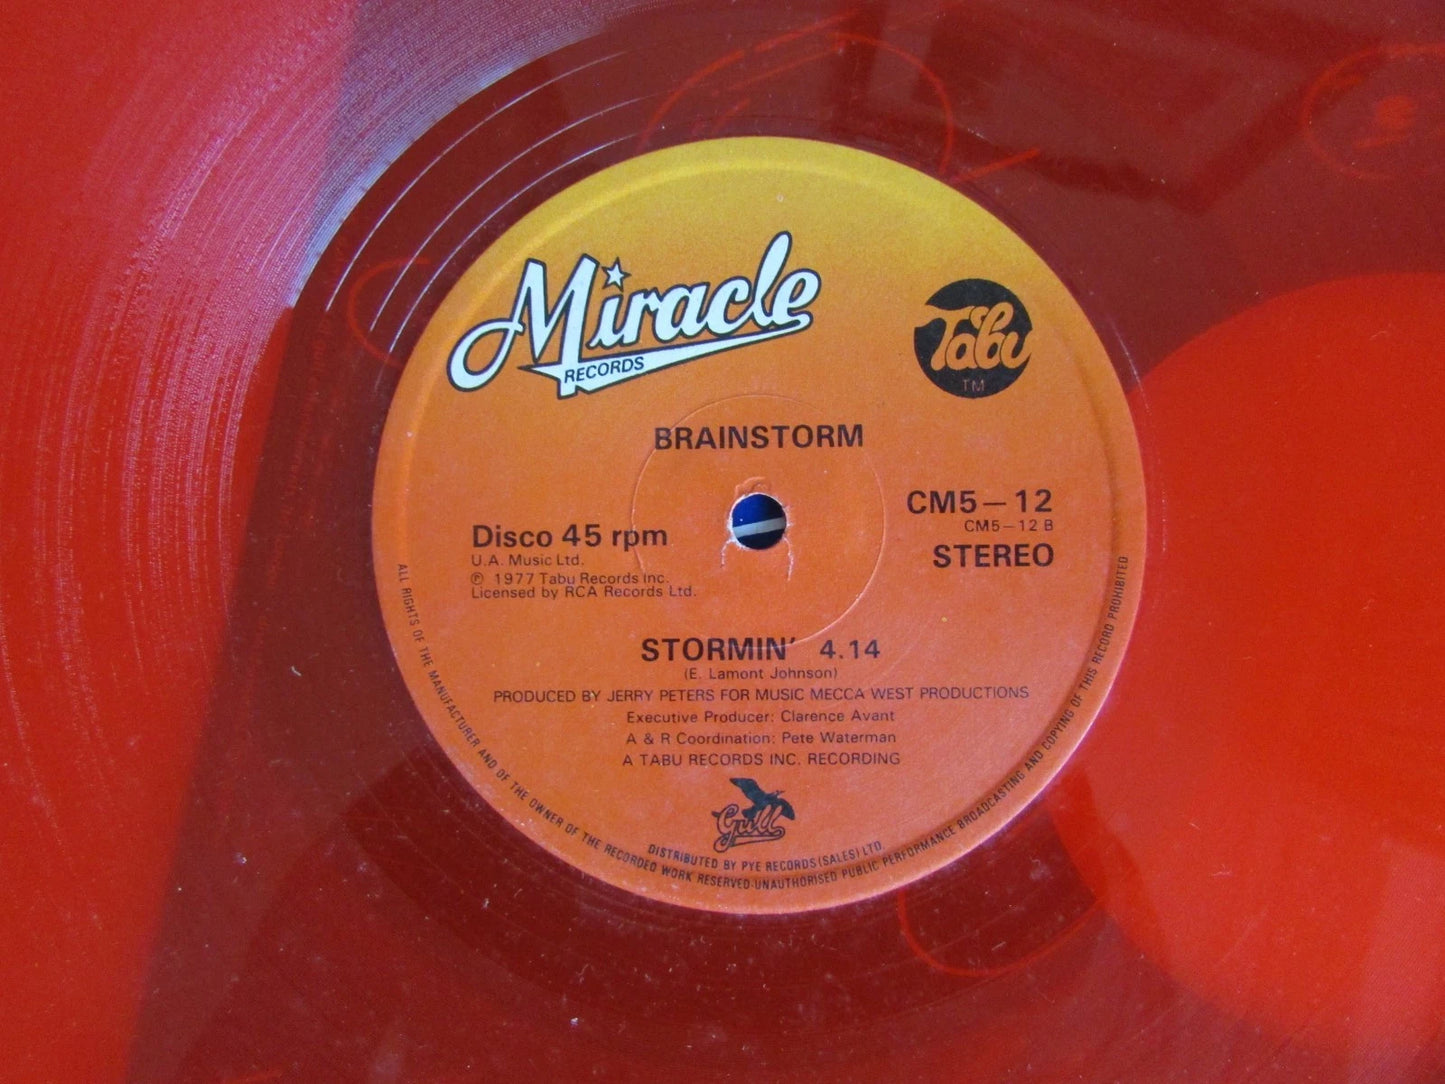 Miracle
RECORDS
Tabu
TM
BRAINSTORM
CM5-12
CM5-12 B
STEREO
Disco 45 rpm
U.A. Music Ltd.
℗ 1977 Tabu Records Inc.
Licensed by RCA Records Ltd.
STORMIN' 4.14
(E. Lamont Johnson)
PRODUCED BY JERRY PETERS FOR MUSIC MECCA WEST PRODUCTIONS
Executive Producer: Clarence Avant
A & R Coordination: Pete Waterman
A TABU RECORDS INC. RECORDING
Gull
DISTRIBUTED BY PYE RECORDS (SALES) LTD.
ALL RIGHTS OF THE MANUFACTURER AND OF THE OWNER OF THE RECORDED WORK RESERVED-UNAUTHORISED PUBLIC PERFORMANCE BROADCASTING AND COPYING OF THIS RECORD PROHIBITED